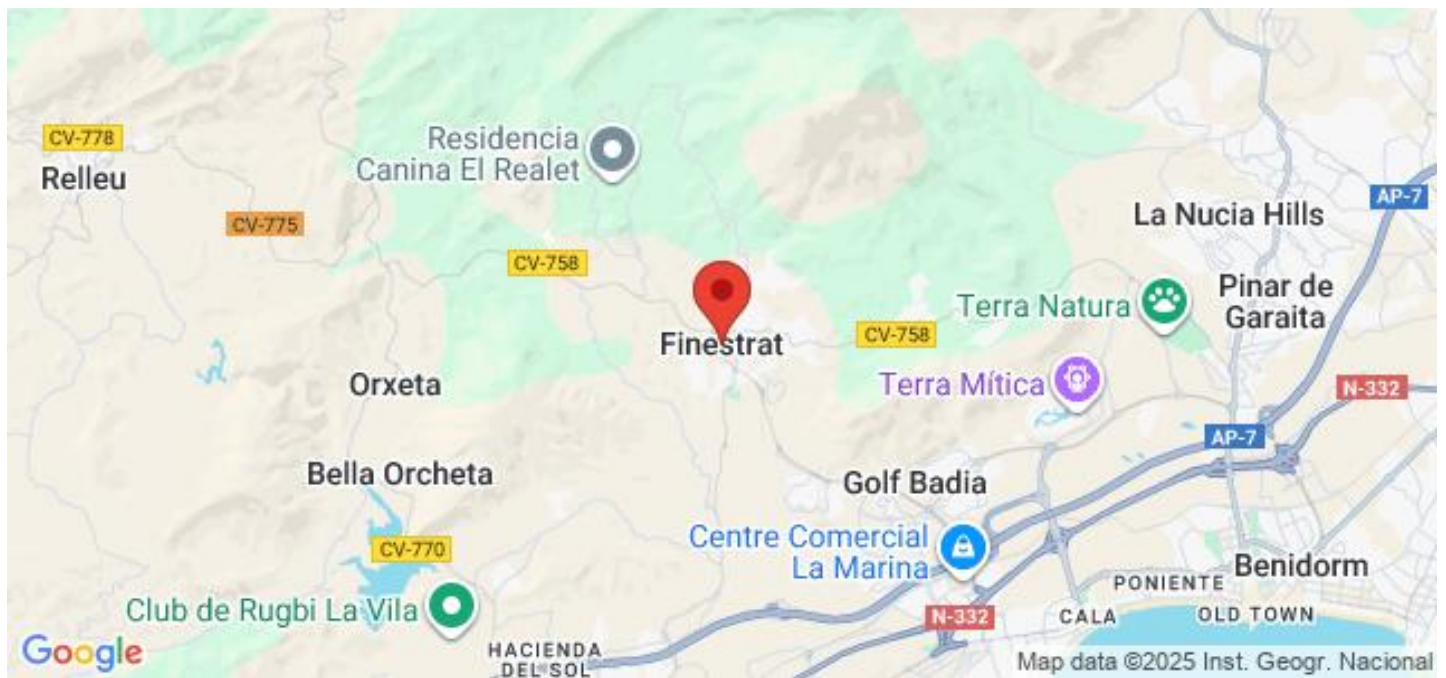 CV-778
Relleu
Residencia
Canina El Realet
AP-7
CV-775
La Nucia Hills
CV-758
Pinar de
Garaita
Terra Natura
CV-758
Finestrat
Orxeta
Terra Mítica
N-332
AP-7
Bella Orcheta
Golf Badia
Centre Comercial
La Marina
CV-770
Benidorm
PONIENTE
Club de Rugbi La Vila
N-332
CALA
OLD TOWN
HACIENDA
DEL SOL
Google
Map data ©2025 Inst. Geogr. Nacional